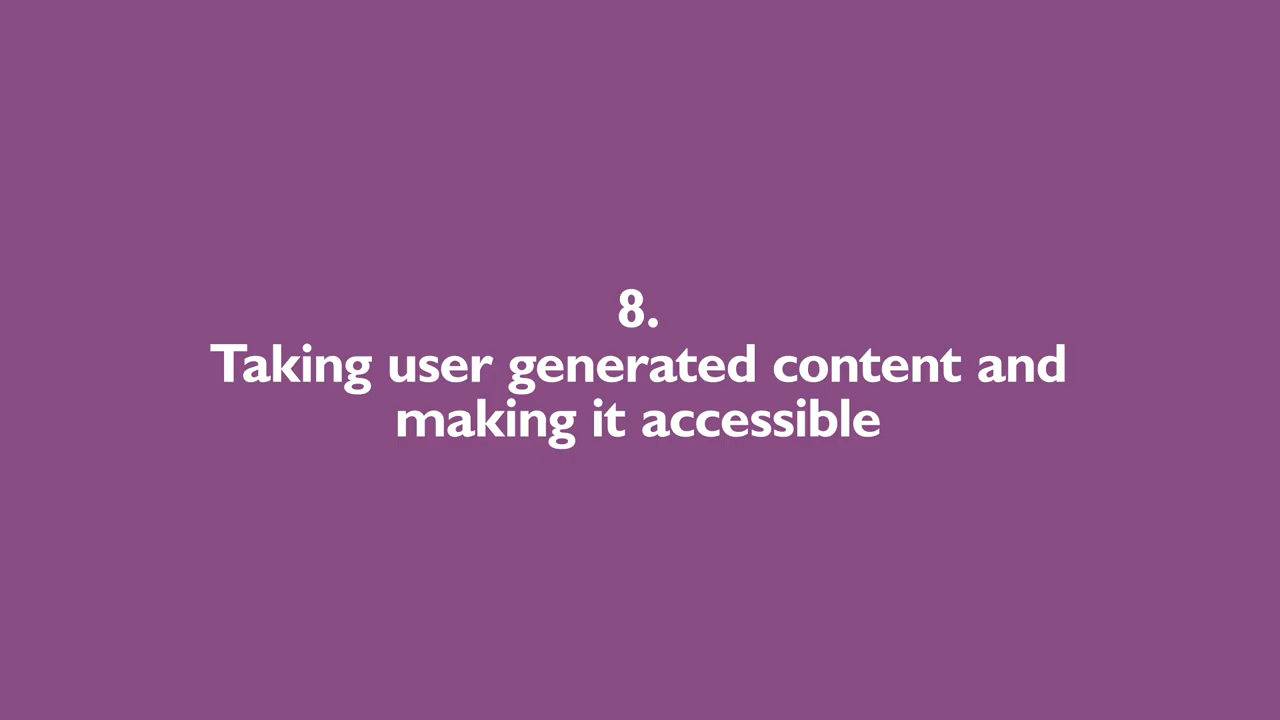 8.
Taking user generated content and
making it accessible